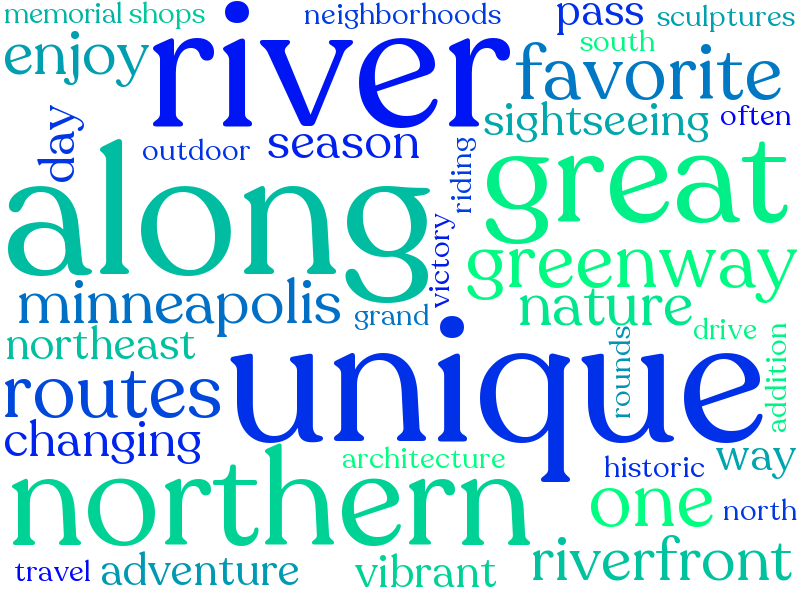 memorial shops
neighborhoods
pass
sculptures
enjoy
river
south
favorite
sightseeing
often
day
outdoor
season
riding
great
along
victory
greenway
minneapolis
grand
nature
northeast
drive
rounds
addition
unique
routes
changing
architecture
historic
way
northern
one
north
travel
adventure
vibrant
riverfront